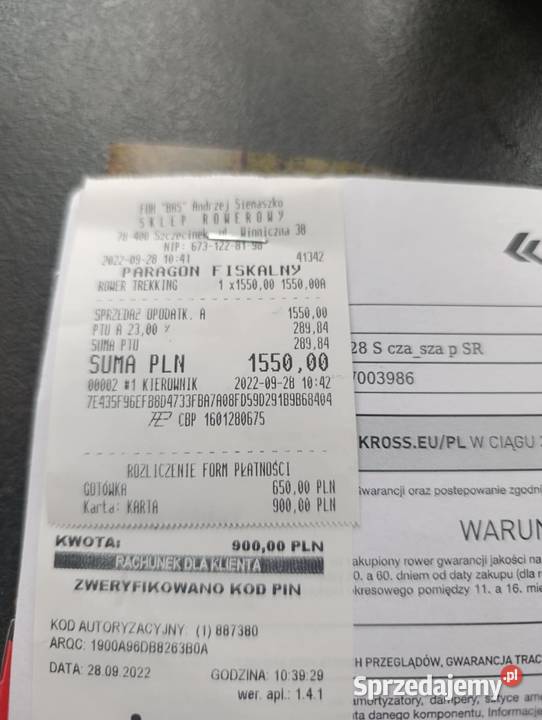 FUH "BAS" Andrzej Sienaszko
SKLEP ROWEROWY
78-400 Szczecinek ul. Winniczna 38
NIP: 673-122-81-90
2022-09-28 10:41 41342
PARAGON FISKALNY
ROWER TREKKING 1 x1550,00 1550,00A
SPRZEDAŻ OPODATK. A 1550,00
PTU A 23,00 % 289,84
SUMA PTU 289,84
SUMA PLN 1550,00
00002 #1 KIEROWNIK 2022-09-28 10:42
7E435F96EFB8D4733FBA7A08FD59D291B9B68404
CBP 1601280675
ROZLICZENIE FORM PŁATNOŚCI
GOTÓWKA 650,00 PLN
Karta: KARTA 900,00 PLN
KWOTA: 900,00 PLN
RACHUNEK DLA KLIENTA
ZWERYFIKOWANO KOD PIN
KOD AUTORYZACYJNY: (1) 887380
ARQC: 1900A96DB8263B0A
DATA: 28.09.2022 GODZINA: 10:39:29
wer. apl.: 1.4.1
28 S cza_sza p SR
7003986
KROSS.EU/PL W CIĄGU
gwarancji oraz postępowanie zgodni
WARUN
akupiony rower gwarancji jakości na
0. a 60. dniem od daty zakupu (dla r
okresowego pomiędzy 11. a 16. mie
H PRZEGLĄDÓW, GWARANCJA TRAC
amortyzatory, dampery, sztyce amo
ta danego komponentu. Informacje
Sprzedajemy.pl